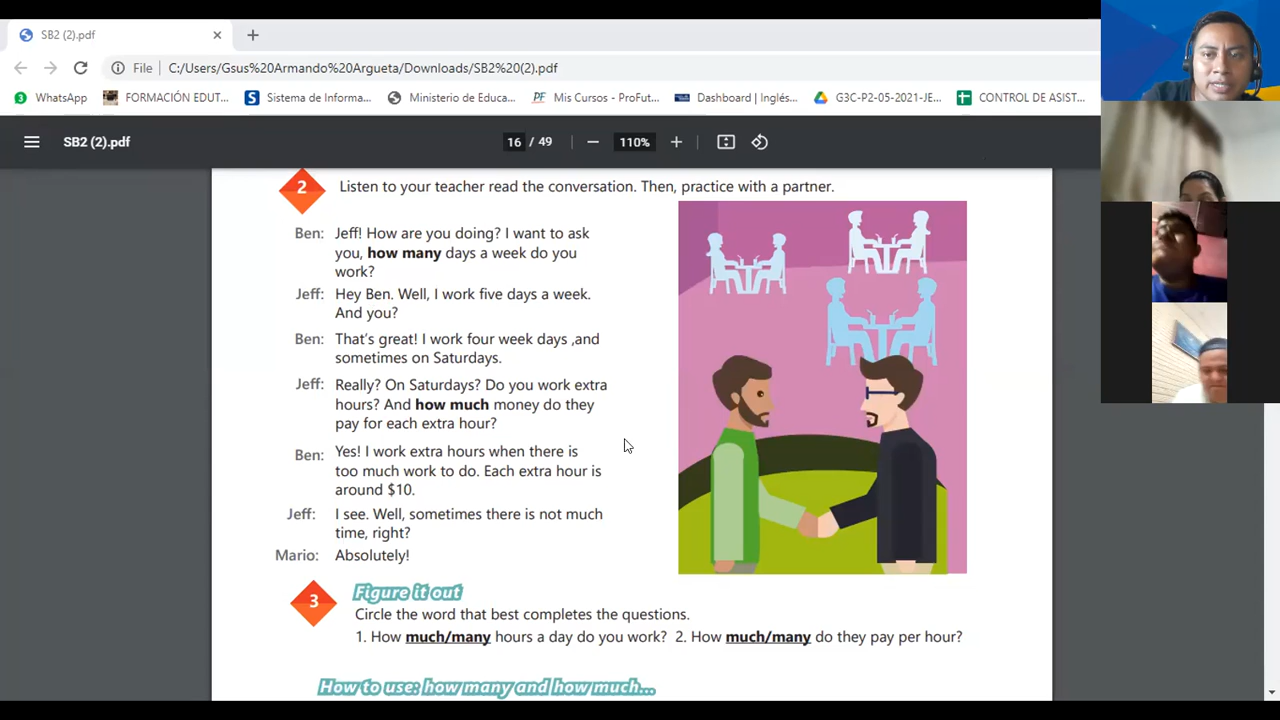 SB2 (2).pdf
File C:/Users/Gsus%20Armando%20Argueta/Downloads/SB2%20(2).pdf
WhatsApp FORMACIÓN EDUT... Sistema de Informa... Ministerio de Educa... Mis Cursos - ProFut... Dashboard | Inglés... G3C-P2-05-2021-JE... CONTROL DE ASIST...
SB2 (2).pdf 16 / 49 110%
2 Listen to your teacher read the conversation. Then, practice with a partner.
Ben: Jeff! How are you doing? I want to ask
you, how many days a week do you
work?
Jeff: Hey Ben. Well, I work five days a week.
And you?
Ben: That's great! I work four week days ,and
sometimes on Saturdays.
Jeff: Really? On Saturdays? Do you work extra
hours? And how much money do they
pay for each extra hour?
Ben: Yes! I work extra hours when there is
too much work to do. Each extra hour is
around $10.
Jeff: I see. Well, sometimes there is not much
time, right?
Mario: Absolutely!
3 Figure it out
Circle the word that best completes the questions.
1. How much/many hours a day do you work? 2. How much/many do they pay per hour?
How to use: how many and how much...